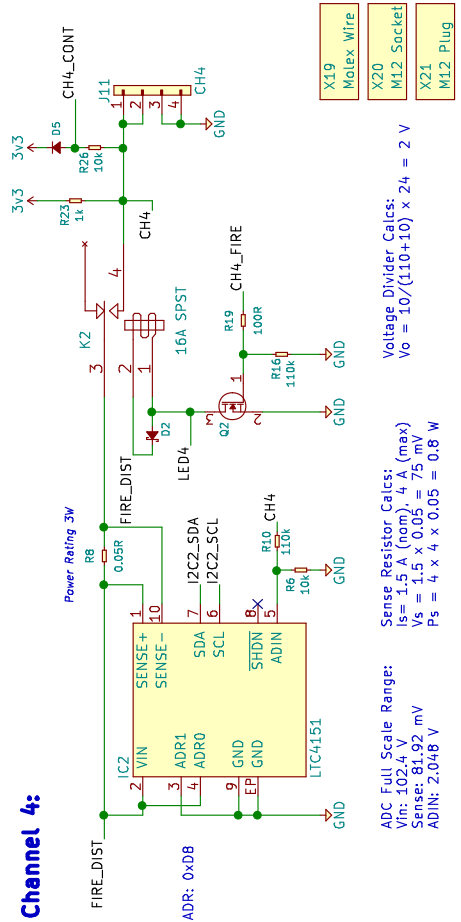 Channel 4:
FIRE_DIST
ADR: 0xD8
IC2
VIN
ADR1
ADR0
GND
GND
2
3
4
9
EP
GND
SENSE+
SENSE-
SDA
SCL
SHDN
ADIN
LTC4151
1
10
7
6
8
5
I2C2_SDA
I2C2_SCL
Power Rating 3W
R8
0.05R
R10
110k
CH4
R6
10k
GND
FIRE_DIST
D2
LED4
K2
3
4
2
1
16A SPST
3
1
2
Q2
R19
100R
CH4_FIRE
R16
110k
GND
GND
3v3
R23
1k
CH4
3v3
D5
R26
10k
CH4_CONT
J11
1
2
3
4
CH4
GND
ADC Full Scale Range:
Vin: 102.4 V
Sense: 81.92 mV
ADIN: 2.048 V
Sense Resistor Calcs:
Is= 1.5 A (nom), 4 A (max)
Vs = 1.5 x 0.05 = 75 mV
Ps = 4 x 4 x 0.05 = 0.8 W
Voltage Divider Calcs:
Vo = 10/(110+10) x 24 = 2 V
X19
Molex Wire
X20
M12 Socket
X21
M12 Plug